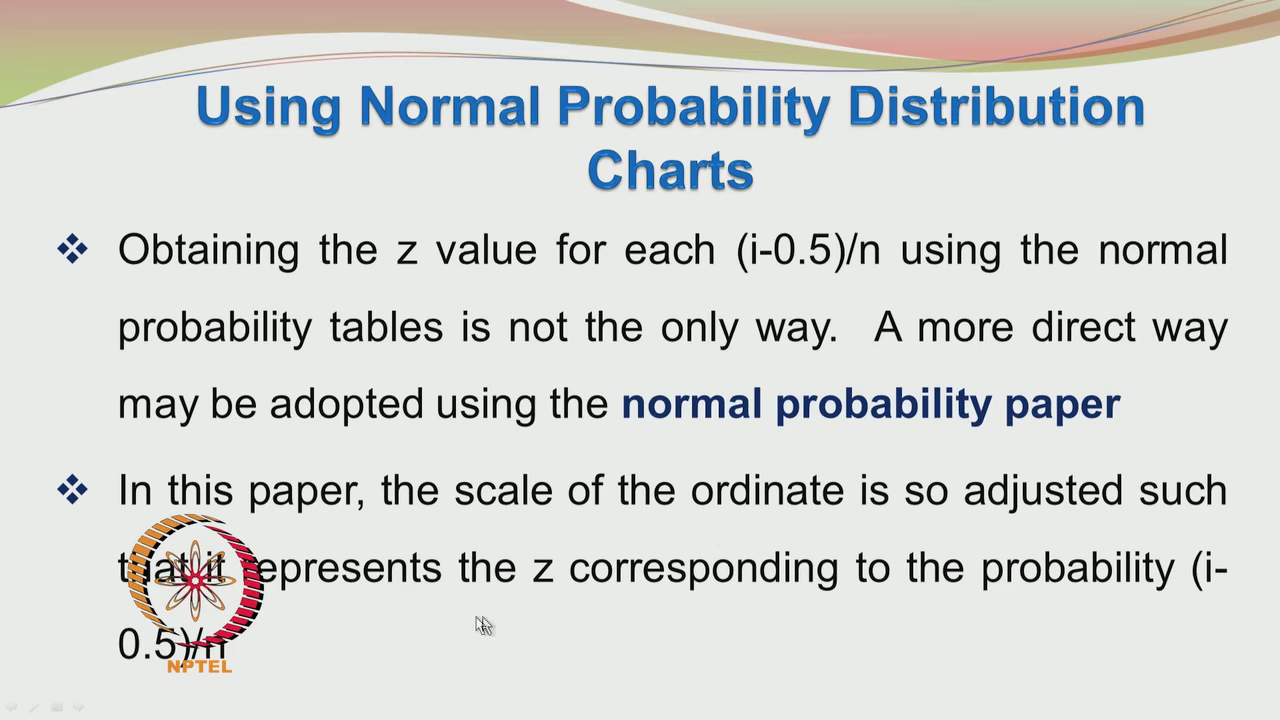 Using Normal Probability Distribution
Charts
Obtaining the z value for each (i-0.5)/n using the normal
probability tables is not the only way. A more direct way
may be adopted using the normal probability paper
In this paper, the scale of the ordinate is so adjusted such
that it represents the z corresponding to the probability (i-
0.5)/n
NPTEL